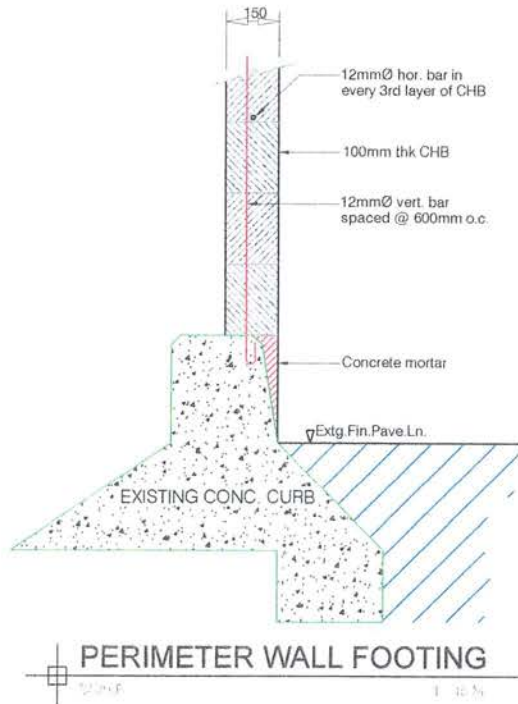 150
12mmØ hor. bar in
every 3rd layer of CHB
100mm thk CHB
12mmØ vert. bar
spaced @ 600mm o.c.
Concrete mortar
Extg.Fin.Pave.Ln.
EXISTING CONC. CURB
PERIMETER WALL FOOTING